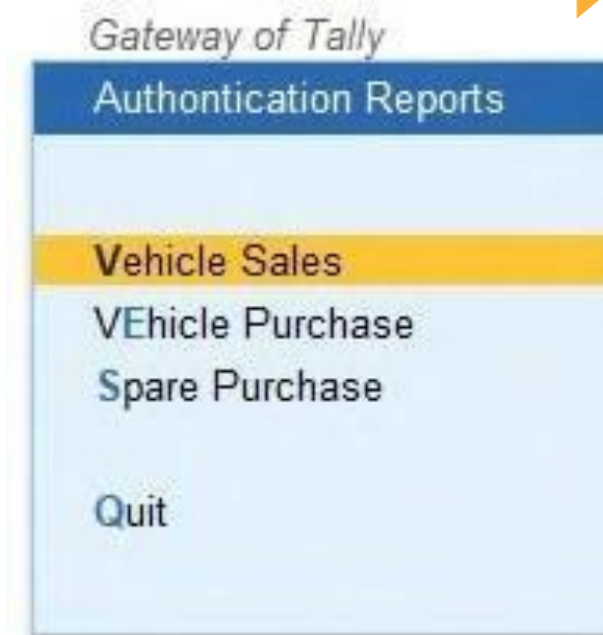 Gateway of Tally
Authontication Reports
Vehicle Sales
VEhicle Purchase
Spare Purchase
Quit